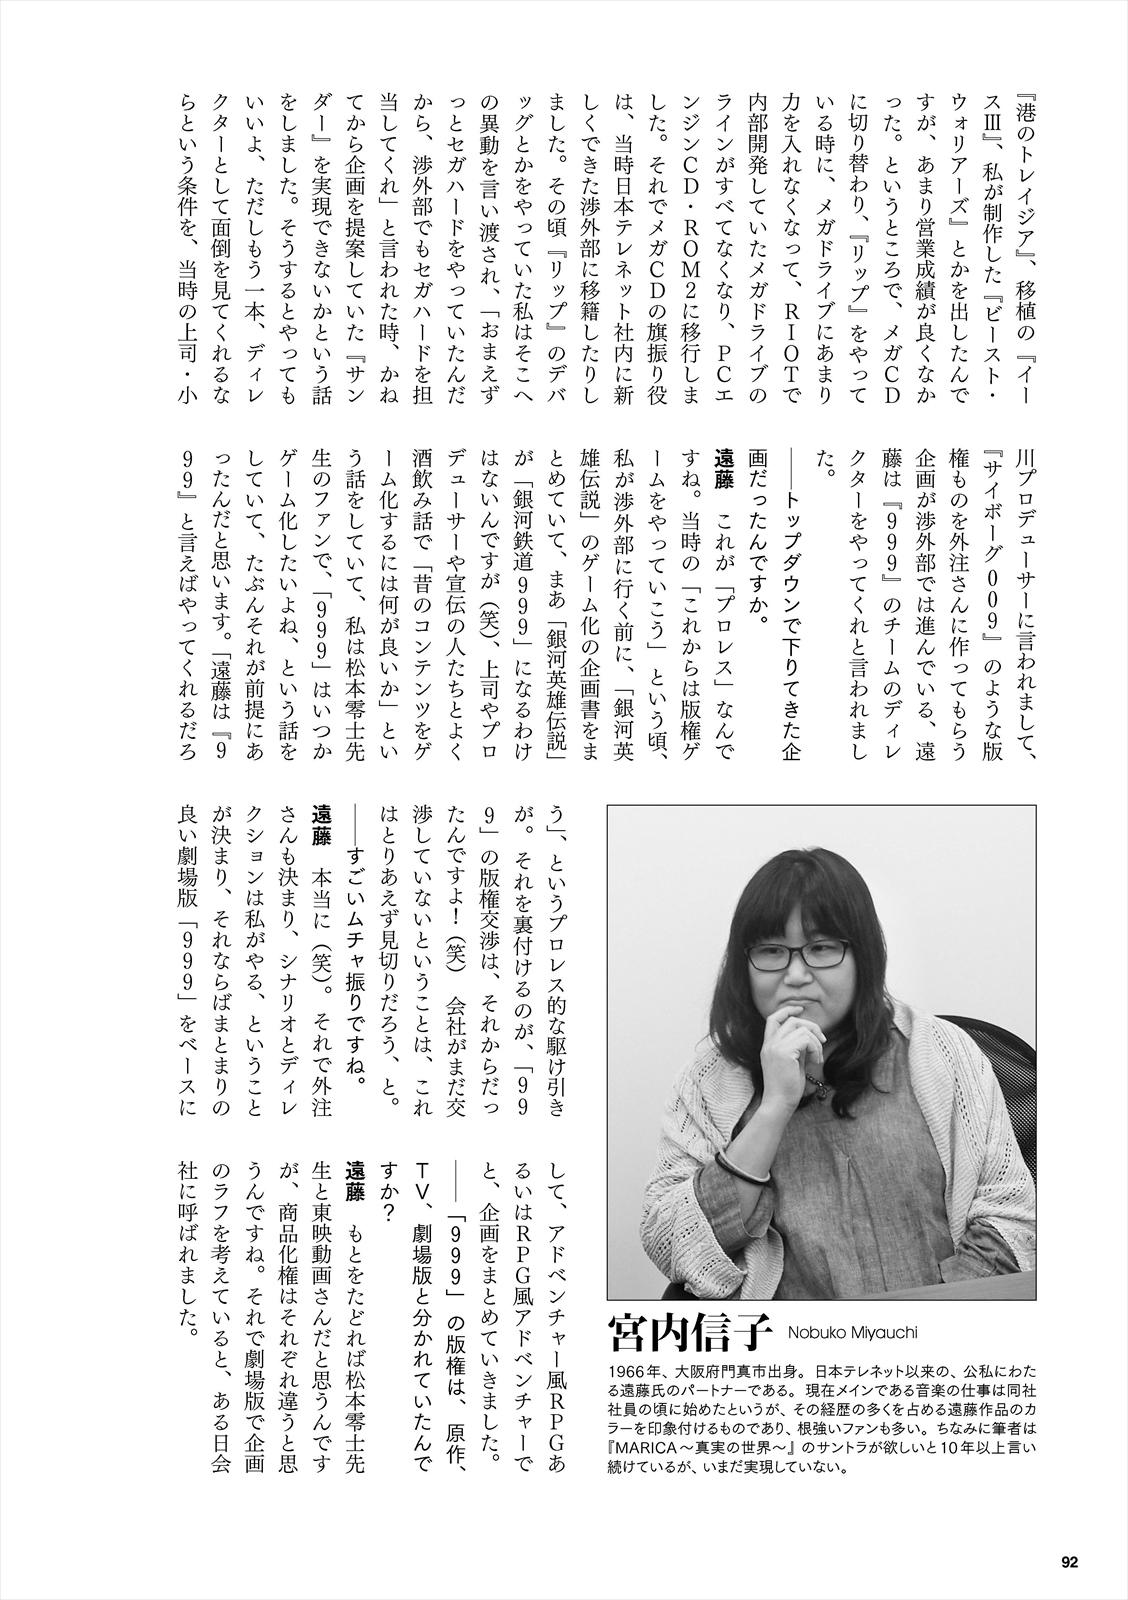 『港のトレイジア』、移植の『イー
スⅢ』、私が制作した『ビースト・
ウォリアーズ』とかを出したんで
すが、あまり営業成績が良くなか
った。というところで、メガCD
に切り替わり、『リップ』をやって
いる時に、メガドライブにあまり
力を入れなくなって、RIOTで
内部開発していたメガドライブの
ラインがすべてなくなり、PCエ
ンジンCD・ROM2に移行しま
した。それでメガCDの旗振り役
は、当時日本テレネット社内に新
しくできた渉外部に移籍したりし
ました。その頃『リップ』のデバ
ッグとかをやっていた私はそこへ
の異動を言い渡され、「おまえず
っとセガハードをやっていたんだ
から、渉外部でもセガハードを担
当してくれ」と言われた時、かね
てから企画を提案していた『サン
ダー』を実現できないかという話
をしました。そうするとやっても
いいよ、ただしもう一本、ディレ
クターとして面倒を見てくれるな
らという条件を、当時の上司・小
川プロデューサーに言われまして、
『サイボーグ009』のような版
権ものを外注さんに作ってもらう
企画が渉外部では進んでいる、遠
藤は『999』のチームのディレ
クターをやってくれと言われまし
た。
――トップダウンで下りてきた企
画だったんですか。
遠藤　これが「プロレス」なんで
すね。当時の「これからは版権ゲ
ームをやっていこう」という頃、
私が渉外部に行く前に、「銀河英
雄伝説」のゲーム化の企画書をま
とめていて、まあ「銀河英雄伝説」
が「銀河鉄道999」になるわけ
はないんですが（笑）、上司やプロ
デューサーや宣伝の人たちとよく
酒飲み話で「昔のコンテンツをゲ
ーム化するには何が良いか」とい
う話をしていて、私は松本零士先
生のファンで、「999」はいつか
ゲーム化したいよね、という話を
していて、たぶんそれが前提にあ
ったんだと思います。「遠藤は『9
99』と言えばやってくれるだろ
う」、というプロレス的な駆け引き
が。それを裏付けるのが、「99
9」の版権交渉は、それからだっ
たんですよ！（笑）　会社がまだ交
渉していないということは、これ
はとりあえず見切りだろう、と。
――すごいムチャ振りですね。
遠藤　本当に（笑）。それで外注
さんも決まり、シナリオとディレ
クションは私がやる、ということ
が決まり、それならばまとまりの
良い劇場版「999」をベースに
して、アドベンチャー風RPGあ
るいはRPG風アドベンチャーで
と、企画をまとめていきました。
――「999」の版権は、原作、
TV、劇場版と分かれていたんで
すか？
遠藤　もとをたどれば松本零士先
生と東映動画さんだと思うんです
が、商品化権はそれぞれ違うと思
うんですね。それで劇場版で企画
のラフを考えていると、ある日会
社に呼ばれました。
宮内信子 Nobuko Miyauchi
1966年、大阪府門真市出身。日本テレネット以来の、公私にわた
る遠藤氏のパートナーである。現在メインである音楽の仕事は同社
社員の頃に始めたというが、その経歴の多くを占める遠藤作品のカ
ラーを印象付けるものであり、根強いファンも多い。ちなみに筆者は
『MARICA～真実の世界～』のサントラが欲しいと10年以上言い
続けているが、いまだ実現していない。
92